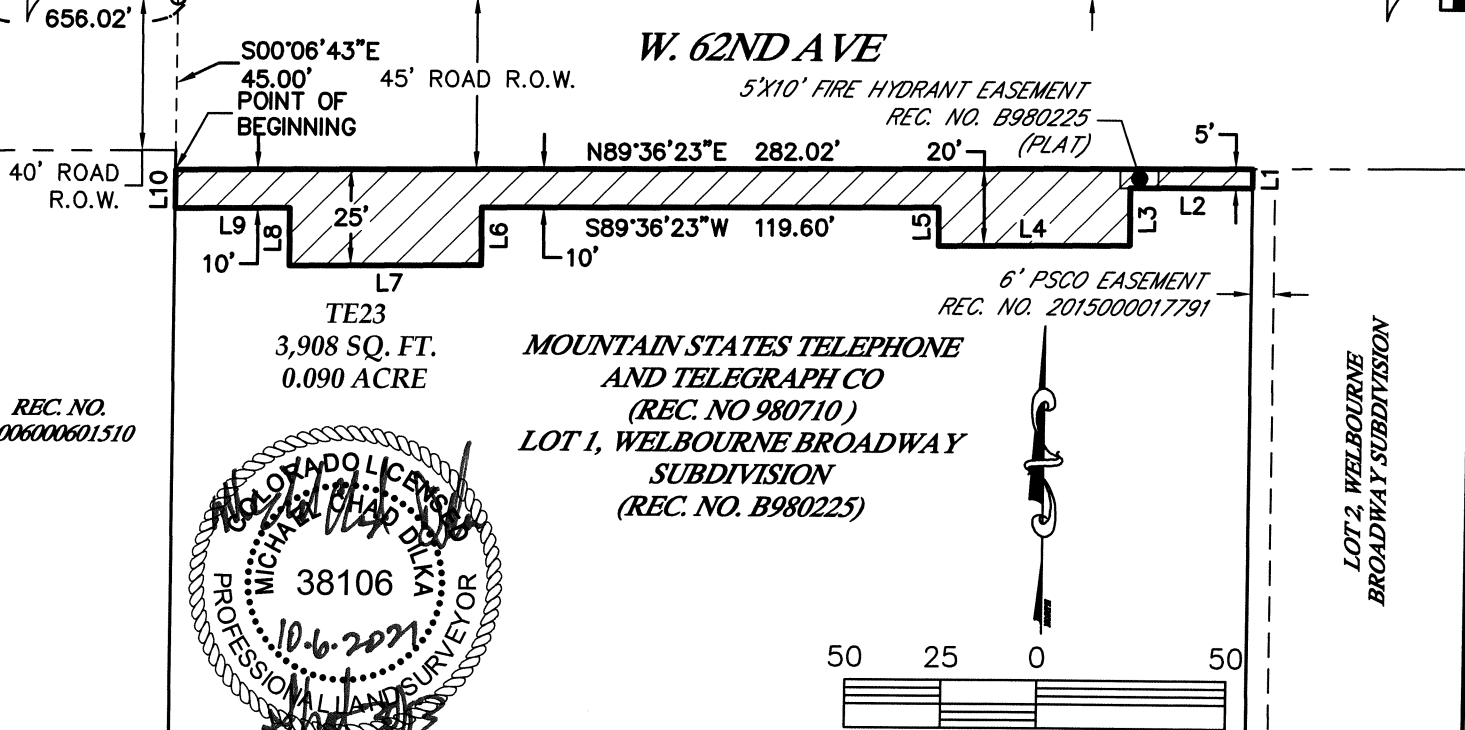 656.02'
S00°06'43"E
45.00'
POINT OF
BEGINNING
45' ROAD R.O.W.
W. 62ND AVE
5'X10' FIRE HYDRANT EASEMENT
REC. NO. B980225
(PLAT)
5'
40' ROAD
R.O.W.
L10
N89°36'23"E 282.02'
20'
L1
L9
L8
25'
L6
S89°36'23"W 119.60'
L5
L4
L3
L2
10'
10'
L7
6' PSCO EASEMENT
REC. NO. 2015000017791
TE23
3,908 SQ. FT.
0.090 ACRE
MOUNTAIN STATES TELEPHONE
AND TELEGRAPH CO
(REC. NO 980710 )
LOT 1, WELBOURNE BROADWAY
SUBDIVISION
(REC. NO. B980225)
REC. NO.
006000601510
LOT 2, WELBOURNE
BROADWAY SUBDIVISION
COLORADO LICENSED
MICHAEL CHAD DILKA
38106
10.6.2021
PROFESSIONAL LAND SURVEYOR
50 25 0 50